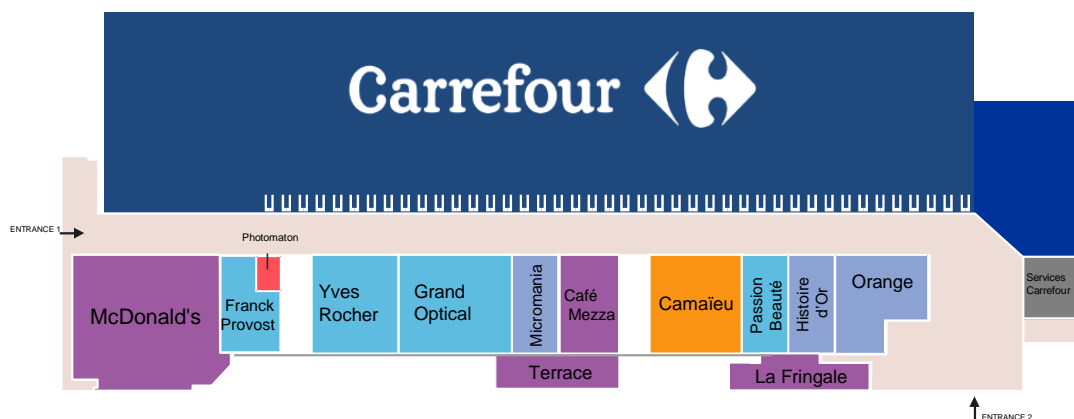 Carrefour
ENTRANCE 1
Photomaton
McDonald's
Franck
Provost
Yves
Rocher
Grand
Optical
Micromania
Café
Mezza
Camaïeu
Passion
Beauté
Histoire
d'Or
Orange
Services
Carrefour
Terrace
La Fringale
ENTRANCE 2